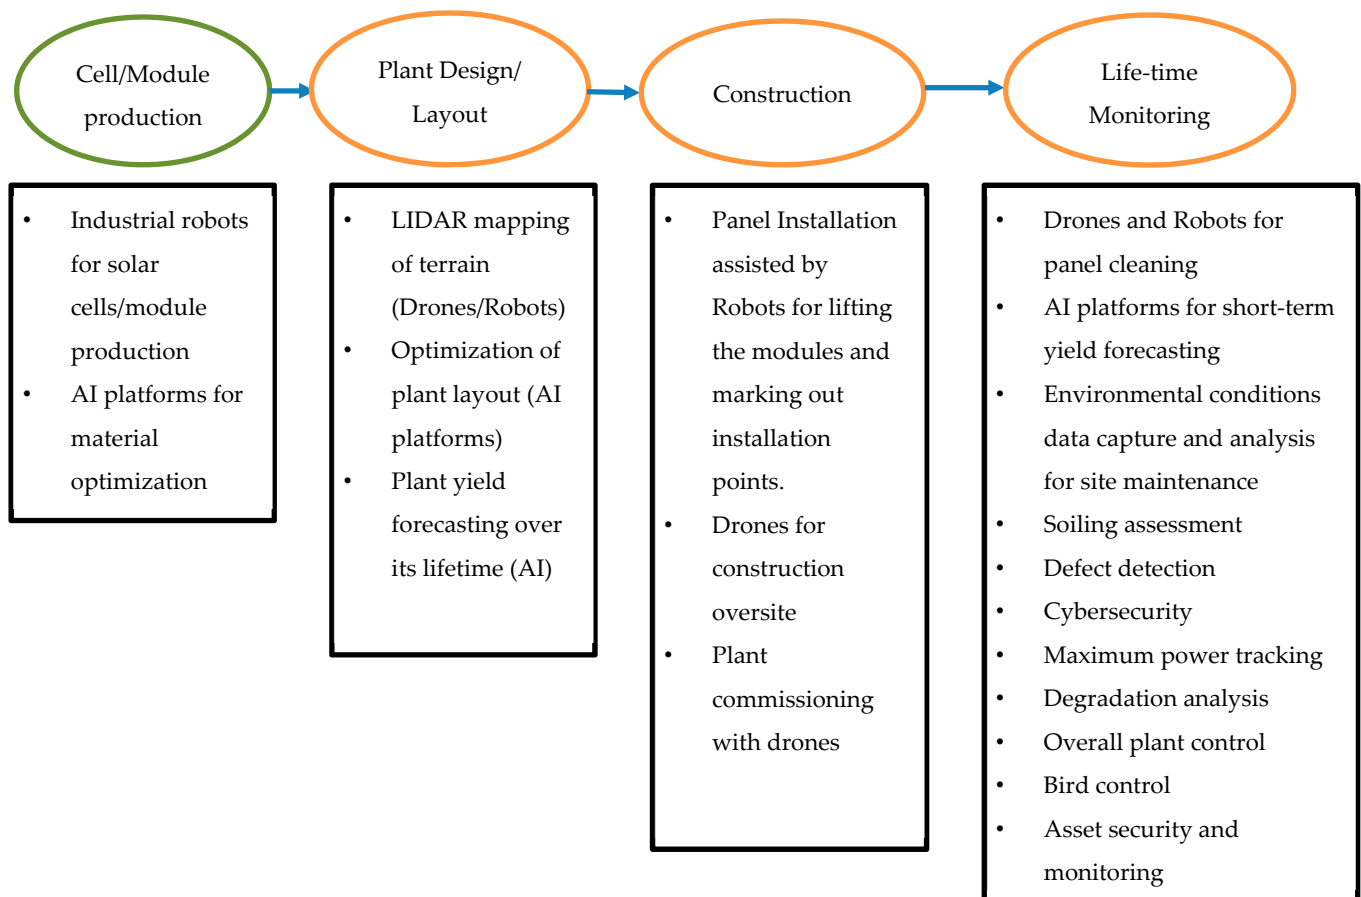 Cell/Module
production
Plant Design/
Layout
Construction
Life-time
Monitoring
• Industrial robots
for solar
cells/module
production
• AI platforms for
material
optimization
• LIDAR mapping
of terrain
(Drones/Robots)
• Optimization of
plant layout (AI
platforms)
• Plant yield
forecasting over
its lifetime (AI)
• Panel Installation
assisted by
Robots for lifting
the modules and
marking out
installation
points.
• Drones for
construction
oversite
• Plant
commissioning
with drones
• Drones and Robots for
panel cleaning
• AI platforms for short-term
yield forecasting
• Environmental conditions
data capture and analysis
for site maintenance
• Soiling assessment
• Defect detection
• Cybersecurity
• Maximum power tracking
• Degradation analysis
• Overall plant control
• Bird control
• Asset security and
monitoring